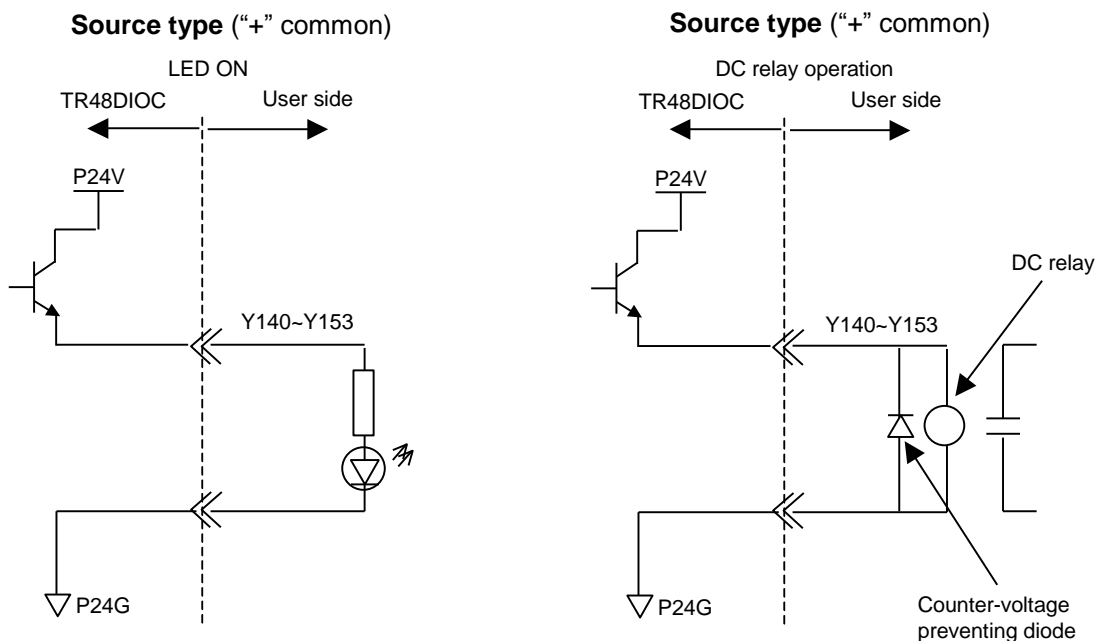 Source type (“+” common)
LED ON
TR48DIOC
User side
P24V
Y140~Y153
P24G
Source type (“+” common)
DC relay operation
TR48DIOC
User side
P24V
DC relay
Y140~Y153
P24G
Counter-voltage
preventing diode